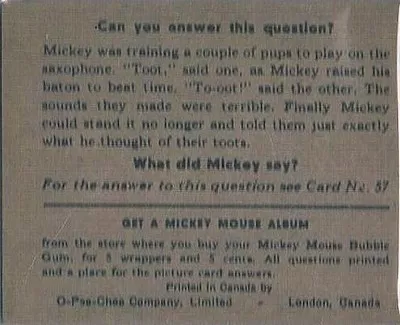 Can you answer this question?
Mickey was training a couple of pups to play on the
saxophone. "Toot," said one, as Mickey raised his
baton to beat time. "To-oot!" said the other. The
sounds they made were terrible. Finally Mickey
could stand it no longer and told them just exactly
what he thought of their toots.
What did Mickey say?
For the answer to this question see Card No. 57
GET A MICKEY MOUSE ALBUM
from the store where you buy your Mickey Mouse Bubble
Gum, for 5 wrappers and 5 cents. All questions printed
and a place for the picture card answers.
Printed in Canada by
O-Pee-Chee Company, Limited - London, Canada